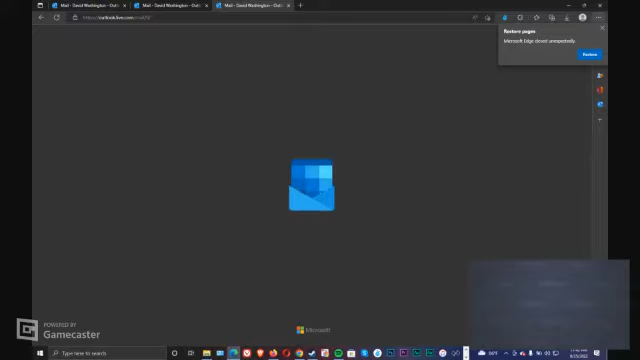 Mail - David Washington - Outl
Mail - David Washington - Outl
Mail - David Washington - Outl
https://outlook.live.com/mail/0/
Restore pages
Microsoft Edge closed unexpectedly.
Restore
Microsoft
POWERED BY
Gamecaster
Type here to search